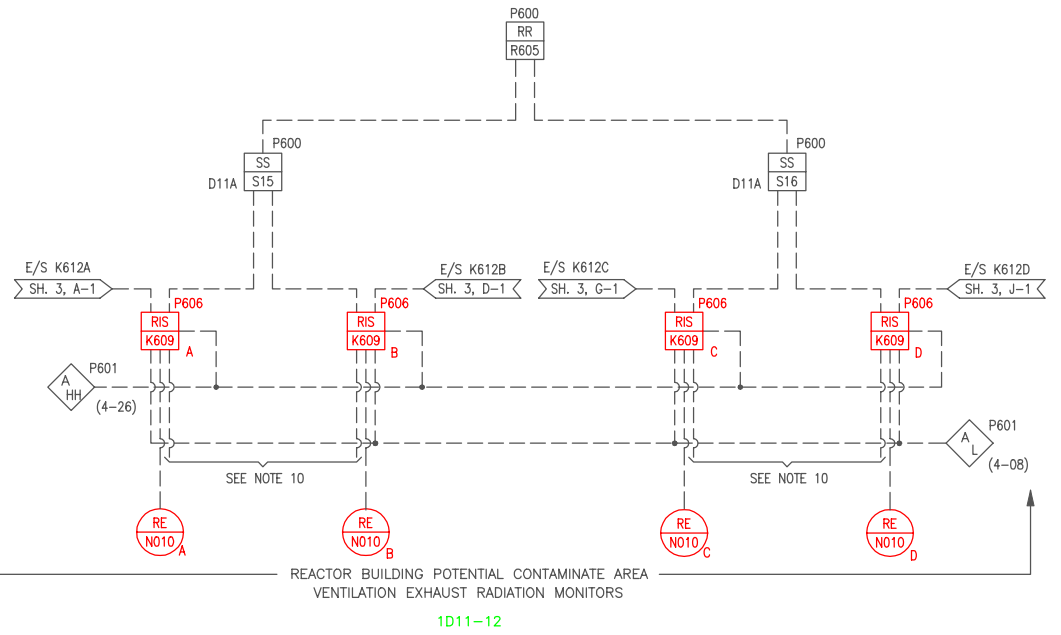 P600
RR
R605
P600
SS
D11A
S15
P600
SS
D11A
S16
E/S K612A
SH. 3, A-1
E/S K612B
SH. 3, D-1
E/S K612C
SH. 3, G-1
E/S K612D
SH. 3, J-1
P606
RIS
K609
A
P606
RIS
K609
B
P606
RIS
K609
C
P606
RIS
K609
D
P601
A
HH
(4-26)
P601
A
L
(4-08)
SEE NOTE 10
SEE NOTE 10
RE
N010
A
RE
N010
B
RE
N010
C
RE
N010
D
REACTOR BUILDING POTENTIAL CONTAMINATE AREA
VENTILATION EXHAUST RADIATION MONITORS
1D11-12